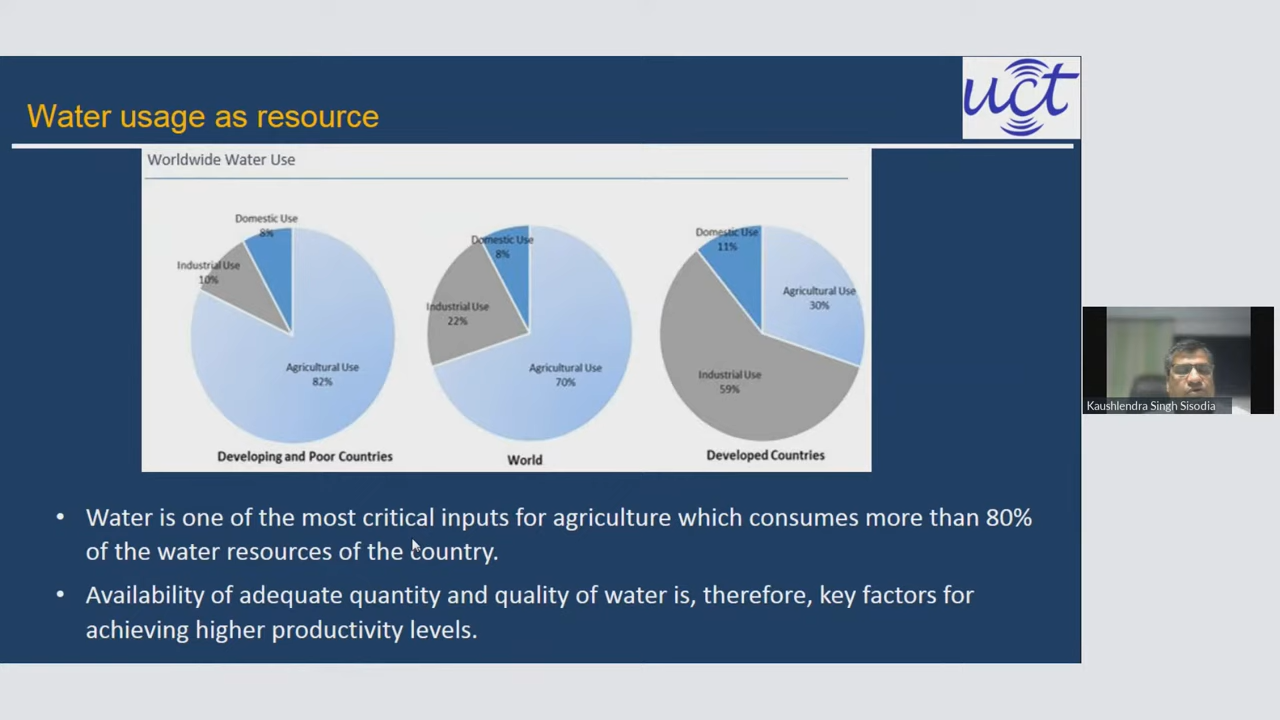 uct
Water usage as resource
Worldwide Water Use
Domestic Use
8%
Industrial Use
10%
Agricultural Use
82%
Developing and Poor Countries
Domestic Use
8%
Industrial Use
22%
Agricultural Use
70%
World
Domestic Use
11%
Agricultural Use
30%
Industrial Use
59%
Developed Countries
Kaushlendra Singh Sisodia
• Water is one of the most critical inputs for agriculture which consumes more than 80%
of the water resources of the country.
• Availability of adequate quantity and quality of water is, therefore, key factors for
achieving higher productivity levels.